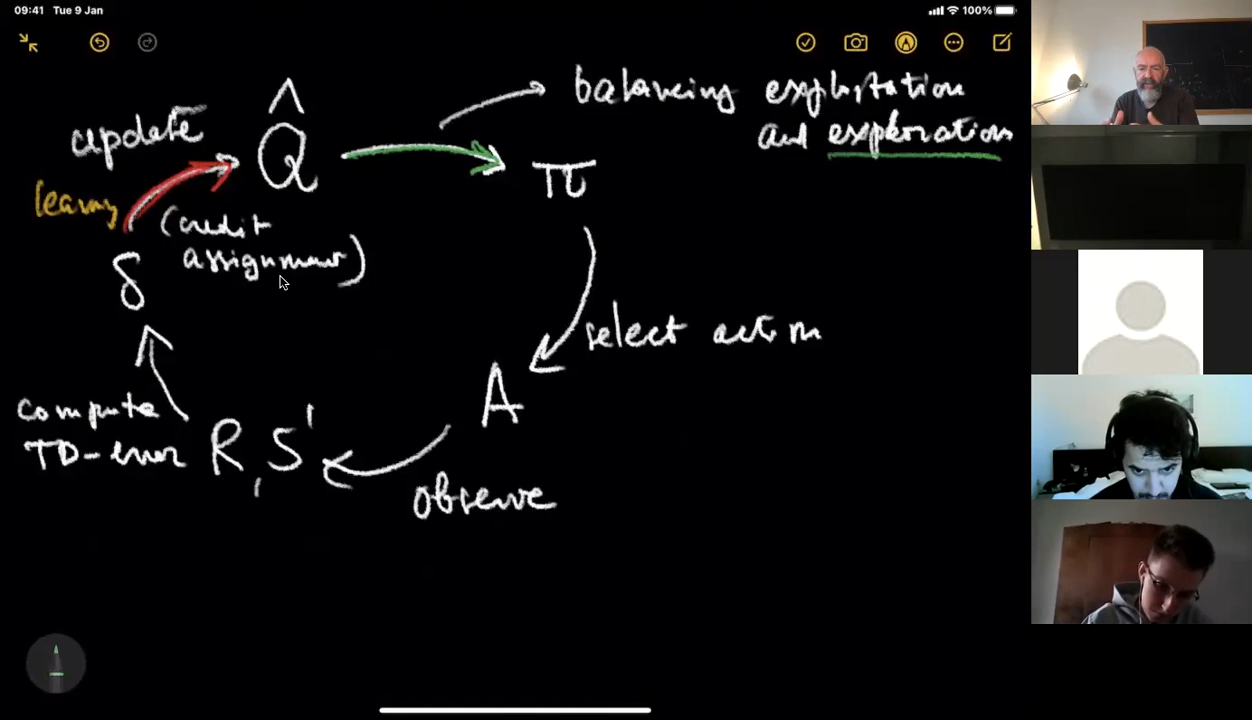 09:41 Tue 9 Jan
100%
balancing exploitation
and exploration
update
Q̂
π
learning
(credit
assignment)
δ
select action
A
compute
TD-error
R, S'
observe